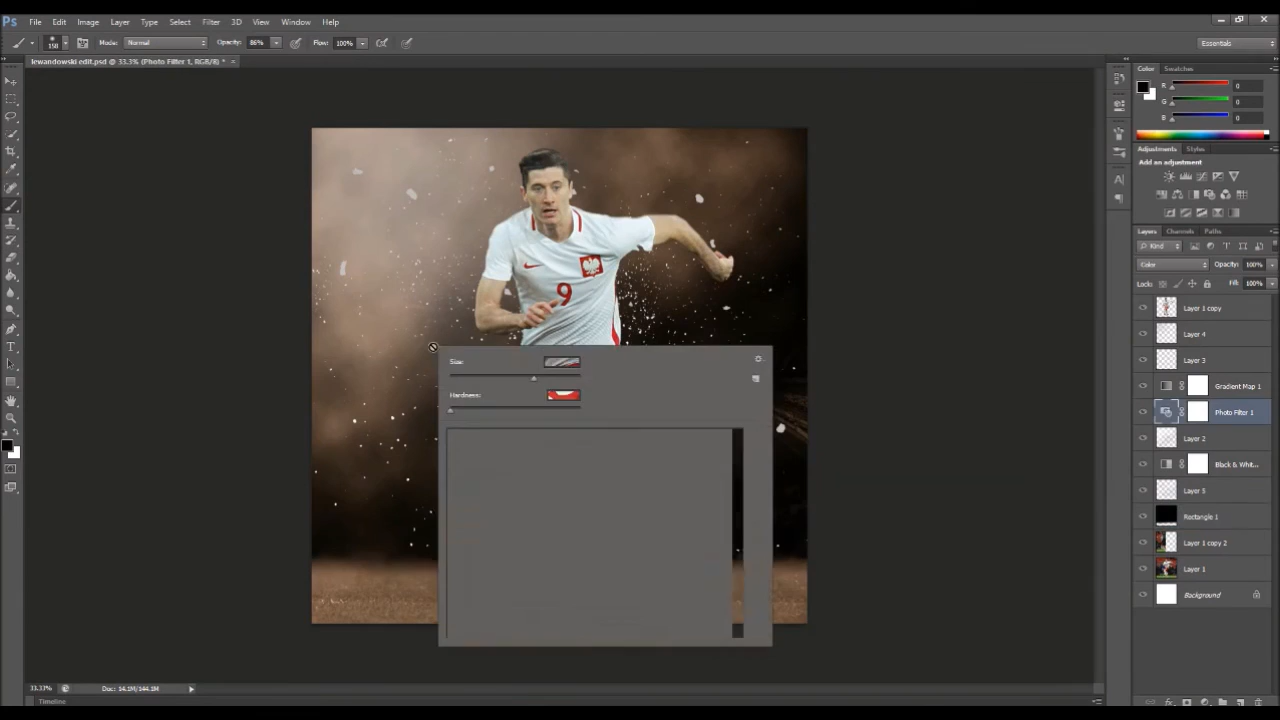 Ps File Edit Image Layer Type Select Filter 3D View Window Help
158 Mode: Normal Opacity: 86% Flow: 100% Essentials
lewandowski edit.psd @ 33.3% (Photo Filter 1, RGB/8) * ×
Color Swatches
R 0
G 0
B 0
Adjustments Styles
Add an adjustment
Layers Channels Paths
Kind
Color Opacity: 100%
Lock: Fill: 100%
Layer 1 copy
Layer 4
Layer 3
Gradient Map 1
Photo Filter 1
Layer 2
Black & Whit...
Layer 5
Rectangle 1
Layer 1 copy 2
Layer 1
Background
9
Size:
Hardness:
33.33% Doc: 14.1M/144.1M
Timeline